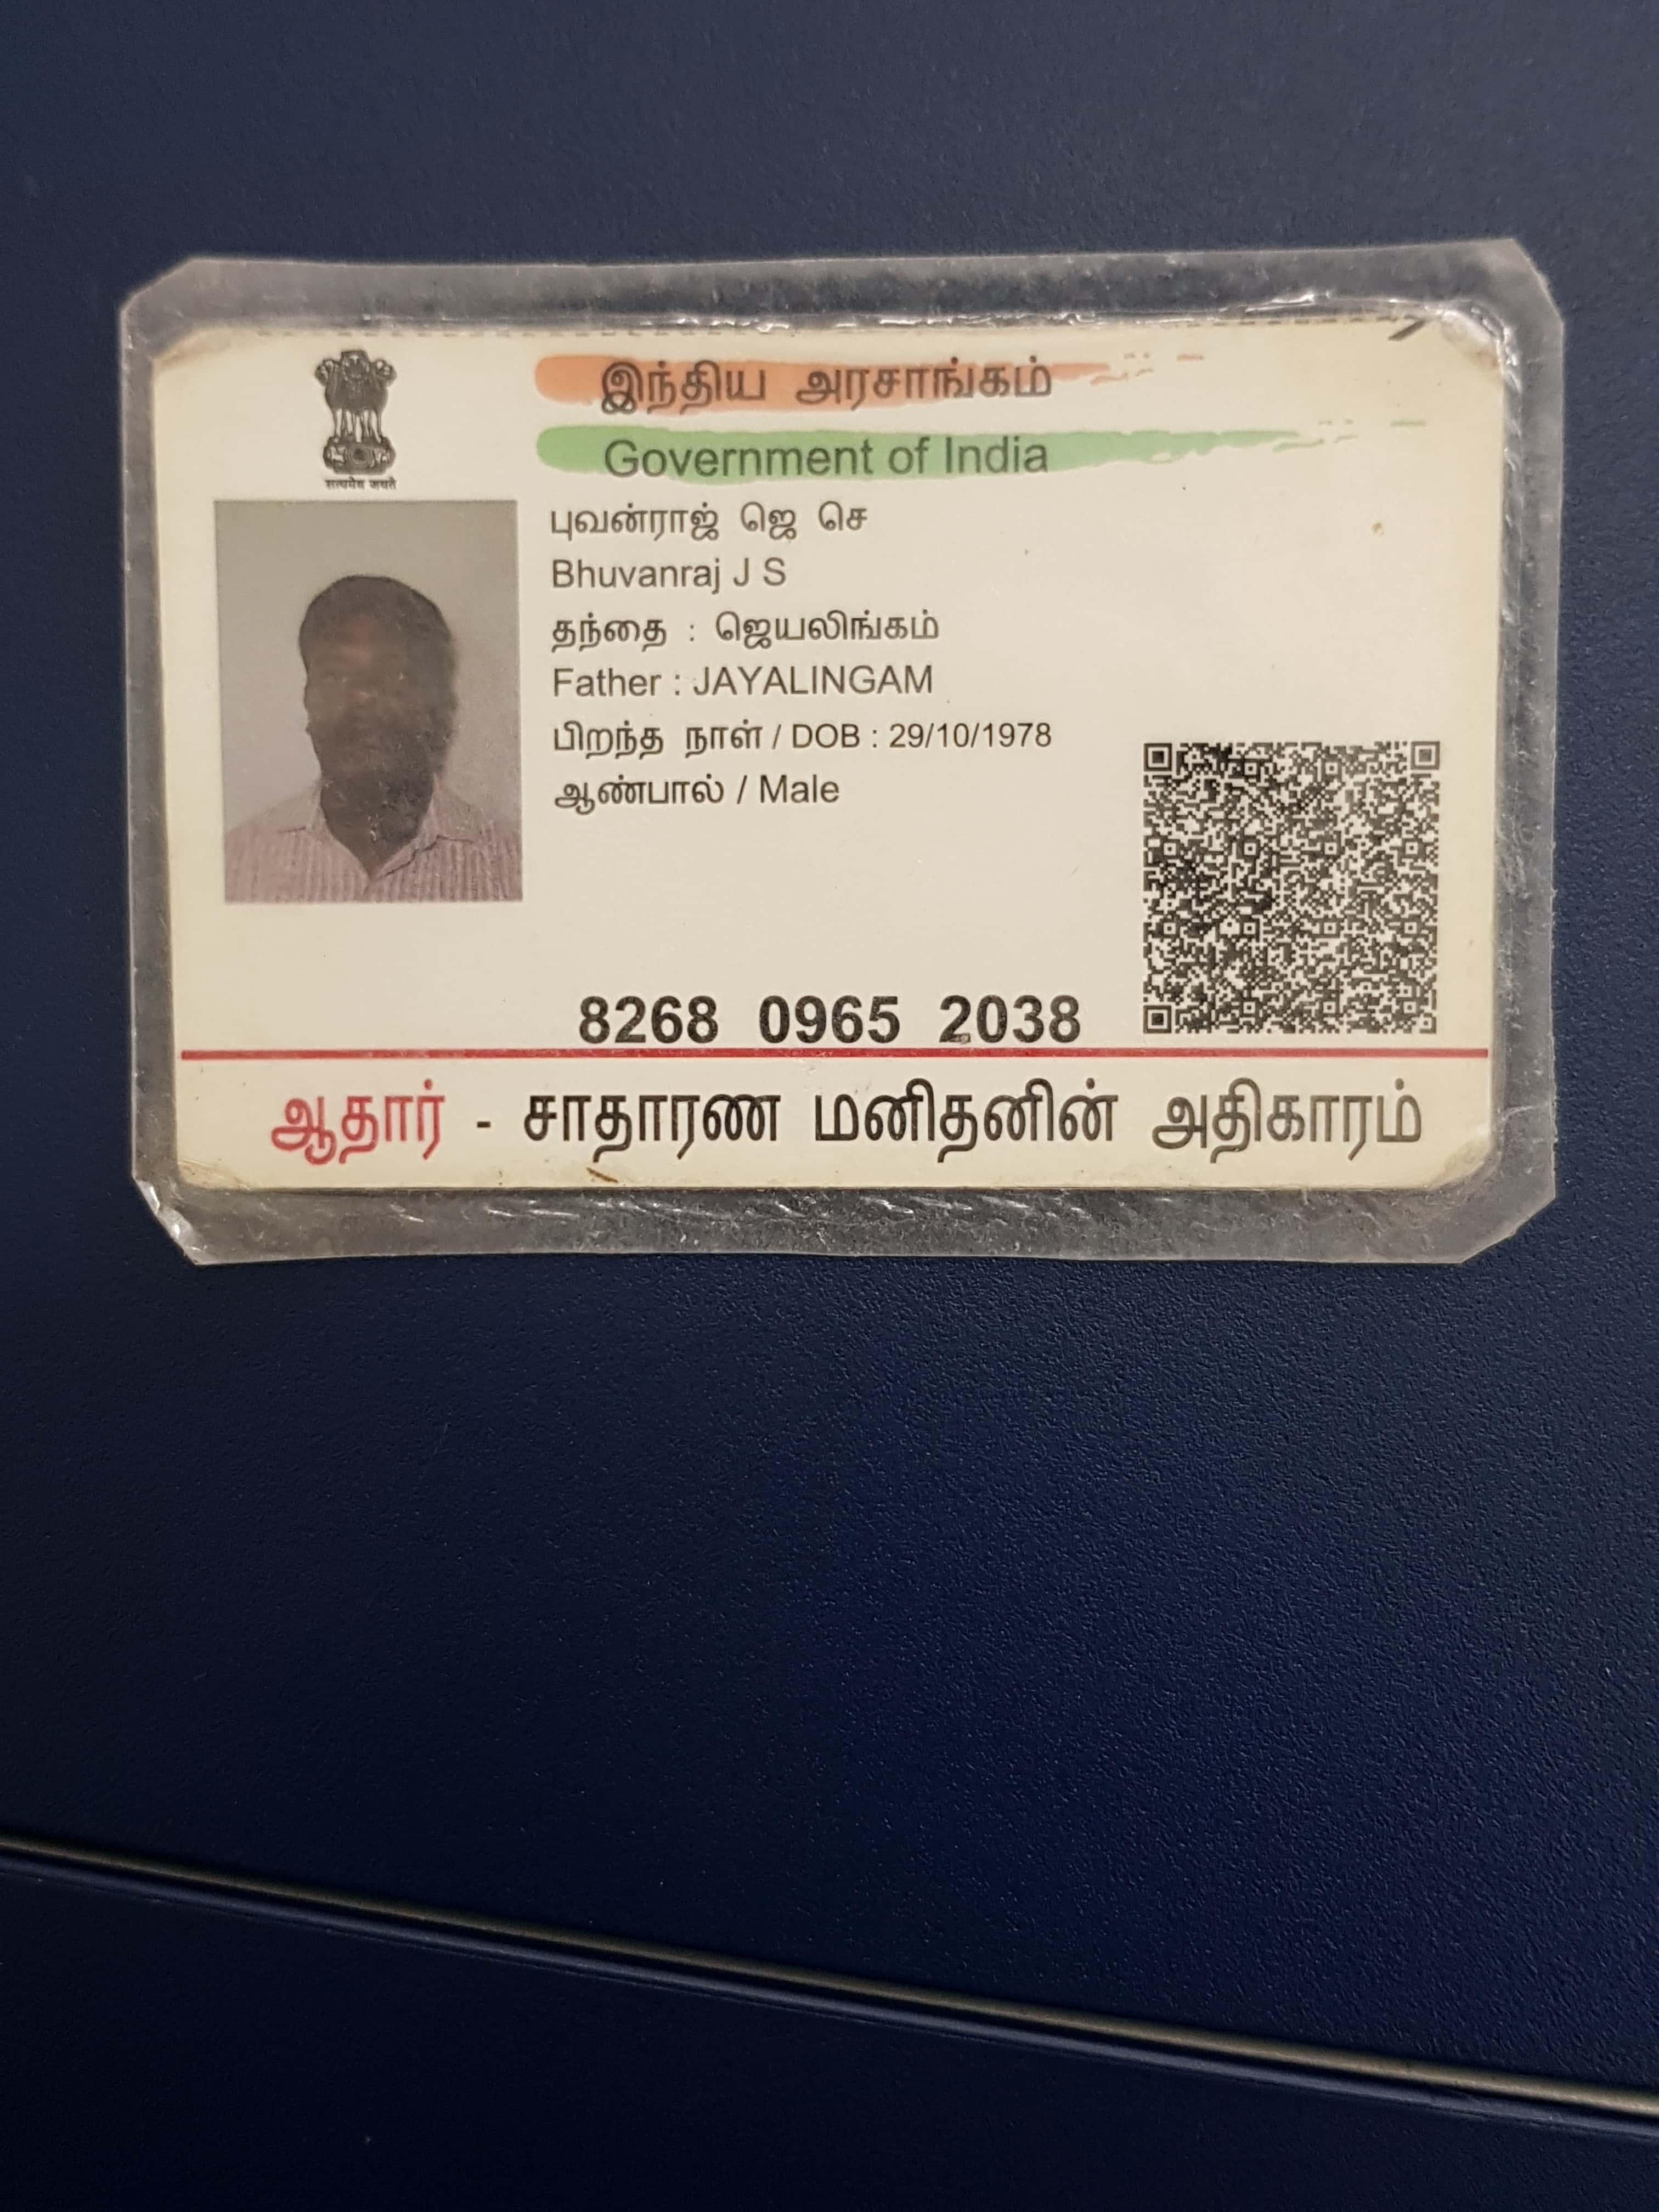 இந்திய அரசாங்கம்
Government of India
सत्यमेव जयते
புவன்ராஜ் ஜெ செ
Bhuvanraj J S
தந்தை : ஜெயலிங்கம்
Father : JAYALINGAM
பிறந்த நாள் / DOB : 29/10/1978
ஆண்பால் / Male
8268 0965 2038
ஆதார் - சாதாரண மனிதனின் அதிகாரம்